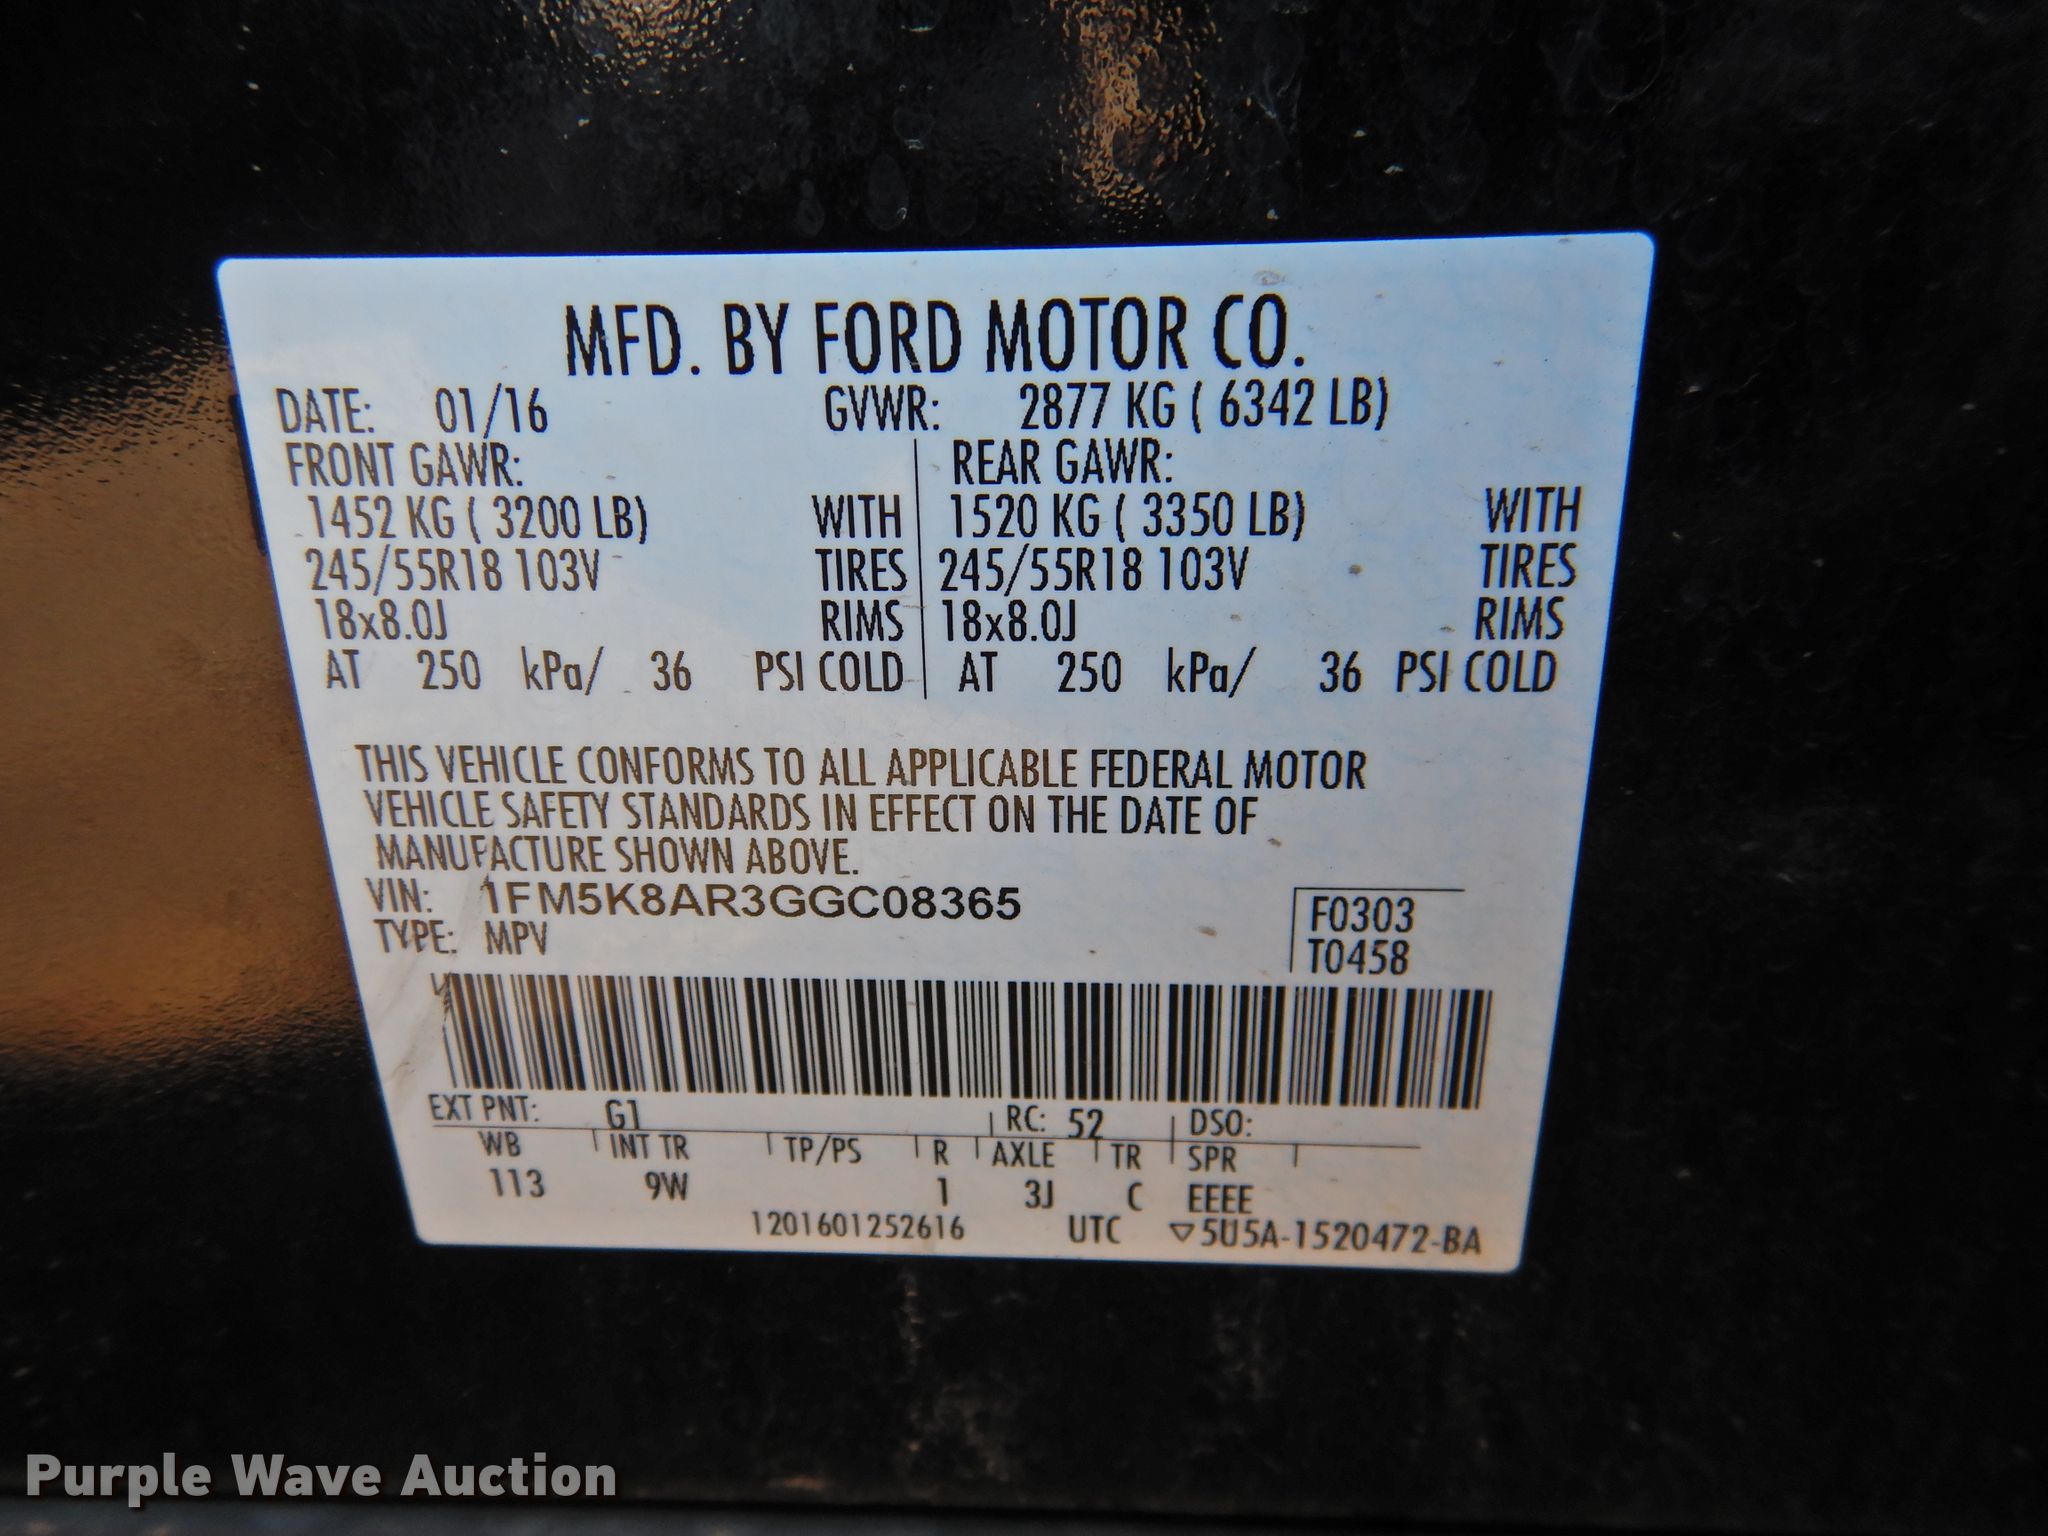 MFD. BY FORD MOTOR CO.
DATE: 01/16 GVWR: 2877 KG ( 6342 LB)
FRONT GAWR: REAR GAWR:
1452 KG ( 3200 LB) WITH 1520 KG ( 3350 LB) WITH
245/55R18 103V TIRES 245/55R18 103V TIRES
18x8.0J RIMS 18x8.0J RIMS
AT 250 kPa/ 36 PSI COLD AT 250 kPa/ 36 PSI COLD
THIS VEHICLE CONFORMS TO ALL APPLICABLE FEDERAL MOTOR
VEHICLE SAFETY STANDARDS IN EFFECT ON THE DATE OF
MANUFACTURE SHOWN ABOVE.
VIN: 1FM5K8AR3GGC08365 F0303
TYPE: MPV T0458
EXT PNT: G1 RC: 52 DSO:
WB INT TR TP/PS R AXLE TR SPR
113 9W 1 3J C EEEE
1201601252616 UTC ▽5U5A-1520472-BA
Purple Wave Auction